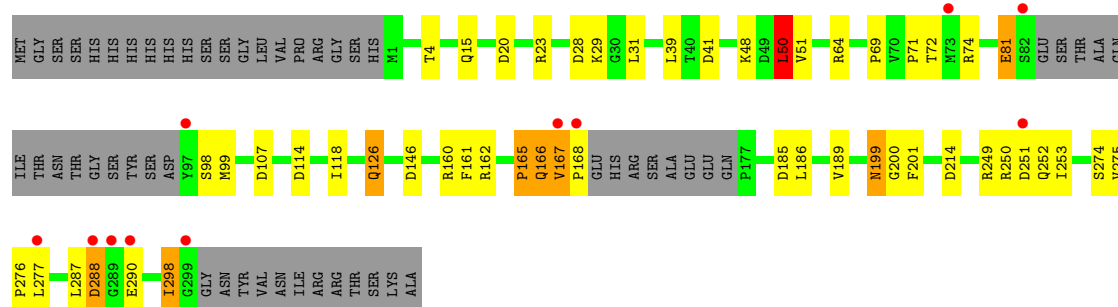 MET GLY SER SER HIS HIS HIS HIS HIS HIS SER SER GLY LEU VAL PRO ARG GLY SER HIS M1 T4 Q15 D20 R23 D28 K29 G30 L31 L39 T40 D41 K48 D49 L50 V51 R64 P69 V70 P71 T72 M73 R74 E81 S82 GLU SER THR ALA GLN
ILE THR ASN THR GLY SER TYR SER ASP Y97 S98 M99 D107 D114 I118 Q126 D146 R160 F161 R162 P165 Q166 V167 P168 GLU HIS ARG SER ALA GLU GLU GLN P177 D185 L186 V189 N199 G200 F201 D214 R249 R250 D251 Q252 I253 S274 V275
P276 L277 L287 D288 G289 E290 I298 G299 GLY ASN TYR VAL ASN ILE ARG ARG THR SER LYS ALA